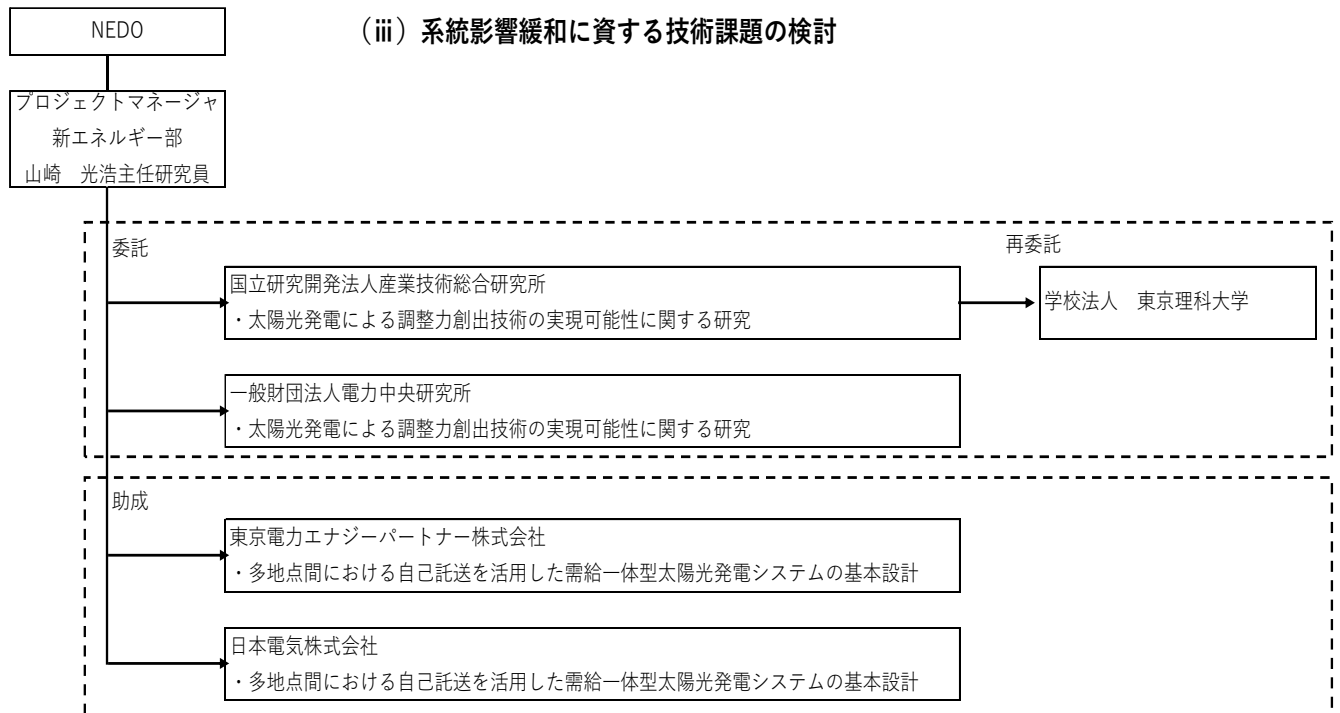 NEDO
（ⅲ）系統影響緩和に資する技術課題の検討
プロジェクトマネージャ
新エネルギー部
山崎　光浩主任研究員
委託
再委託
国立研究開発法人産業技術総合研究所
・太陽光発電による調整力創出技術の実現可能性に関する研究
学校法人　東京理科大学
一般財団法人電力中央研究所
・太陽光発電による調整力創出技術の実現可能性に関する研究
助成
東京電力エナジーパートナー株式会社
・多地点間における自己託送を活用した需給一体型太陽光発電システムの基本設計
日本電気株式会社
・多地点間における自己託送を活用した需給一体型太陽光発電システムの基本設計